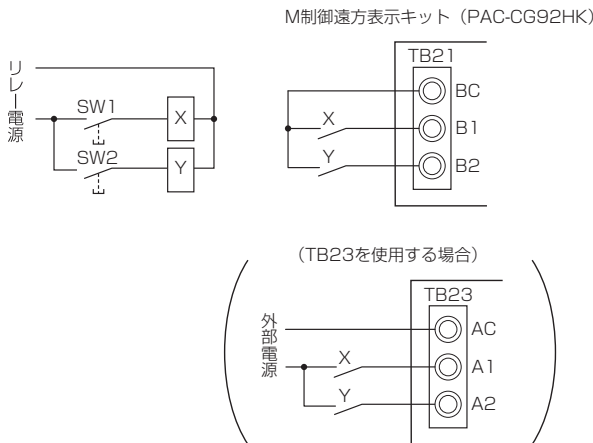 M制御遠方表示キット（PAC-CG92HK）
リレー電源
SW1
X
SW2
Y
TB21
BC
X
B1
Y
B2
（TB23を使用する場合）
TB23
外部電源
AC
X
A1
Y
A2